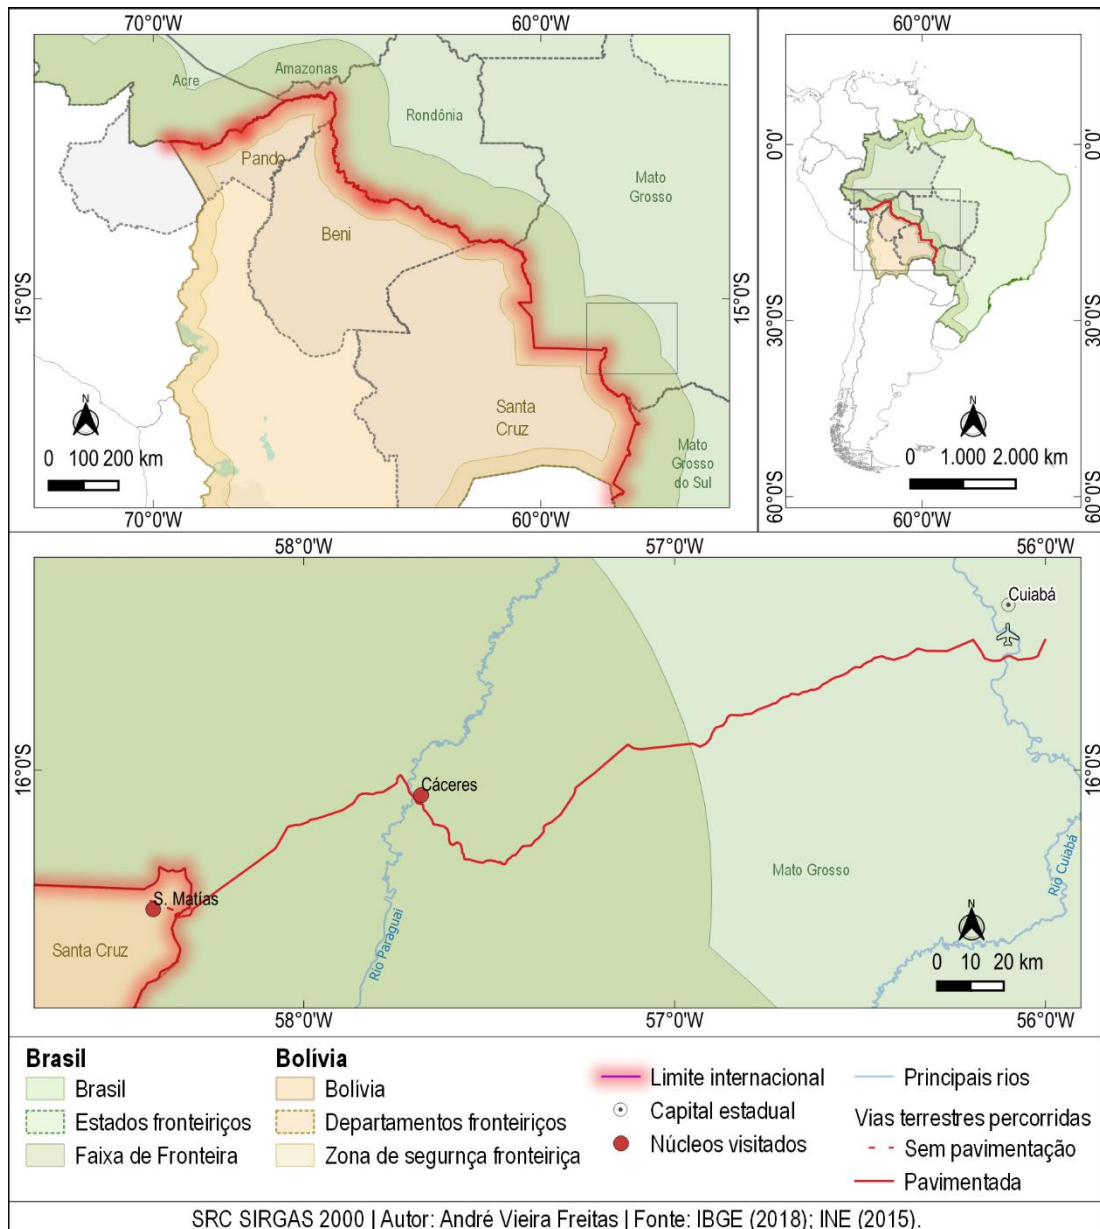 70°0'W
60°0'W
Acre
Amazonas
Rondônia
Pando
Mato
Grosso
Beni
15°0'S
15°0'S
Santa
Cruz
Mato
Grosso
do Sul
N
0 100 200 km
70°0'W
60°0'W
60°0'W
0°0'
0°0'
30°0'S
30°0'S
N
0 1.000 2.000 km
60°0'S
60°0'S
60°0'W
58°0'W
57°0'W
56°0'W
Cuiabá
16°0'S
16°0'S
Cáceres
Mato Grosso
Rio Cuiabá
S. Matías
Rio Paraguai
Santa Cruz
N
0 10 20 km
58°0'W
57°0'W
56°0'W
Brasil
Brasil
Estados fronteiriços
Faixa de Fronteira
Bolívia
Bolívia
Departamentos fronteiriços
Zona de segurnça fronteiriça
Limite internacional
Capital estadual
Núcleos visitados
Principais rios
Vias terrestres percorridas
Sem pavimentação
Pavimentada
SRC SIRGAS 2000 | Autor: André Vieira Freitas | Fonte: IBGE (2018); INE (2015).